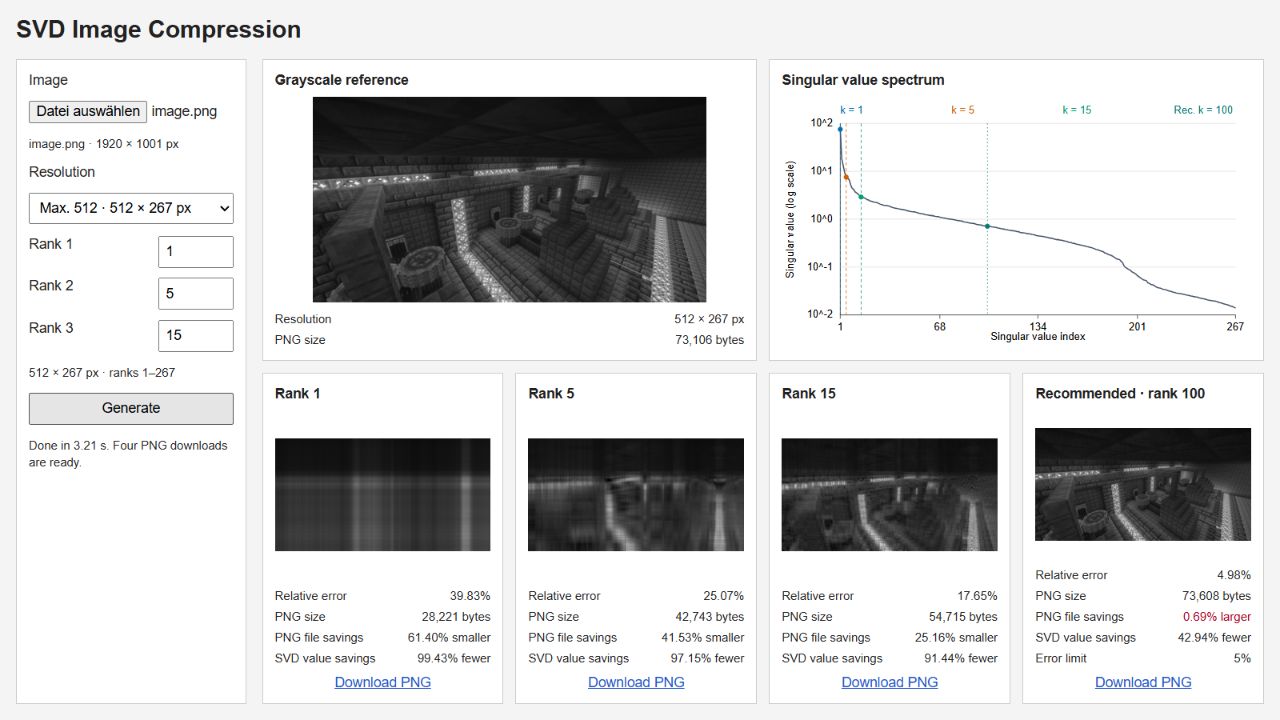 SVD Image Compression
Image
Datei auswählen image.png
image.png · 1920 × 1001 px
Resolution
Max. 512 · 512 × 267 px
Rank 1
1
Rank 2
5
Rank 3
15
512 × 267 px · ranks 1–267
Generate
Done in 3.21 s. Four PNG downloads
are ready.
Grayscale reference
Resolution 512 × 267 px
PNG size 73,106 bytes
Singular value spectrum
k = 1 k = 5 k = 15 Rec. k = 100
Singular value (log scale)
10^2
10^1
10^0
10^-1
10^-2
1 68 134 201 267
Singular value index
Rank 1
Relative error 39.83%
PNG size 28,221 bytes
PNG file savings 61.40% smaller
SVD value savings 99.43% fewer
Download PNG
Rank 5
Relative error 25.07%
PNG size 42,743 bytes
PNG file savings 41.53% smaller
SVD value savings 97.15% fewer
Download PNG
Rank 15
Relative error 17.65%
PNG size 54,715 bytes
PNG file savings 25.16% smaller
SVD value savings 91.44% fewer
Download PNG
Recommended · rank 100
Relative error 4.98%
PNG size 73,608 bytes
PNG file savings 0.69% larger
SVD value savings 42.94% fewer
Error limit 5%
Download PNG